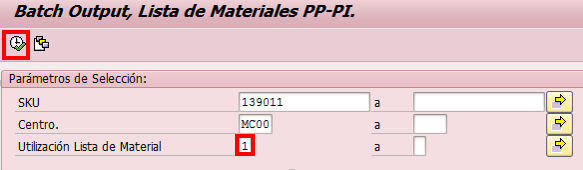 Batch Output, Lista de Materiales PP-PI.
Parámetros de Selección:
SKU 139011 a
Centro. MC00 a
Utilización Lista de Material 1 a